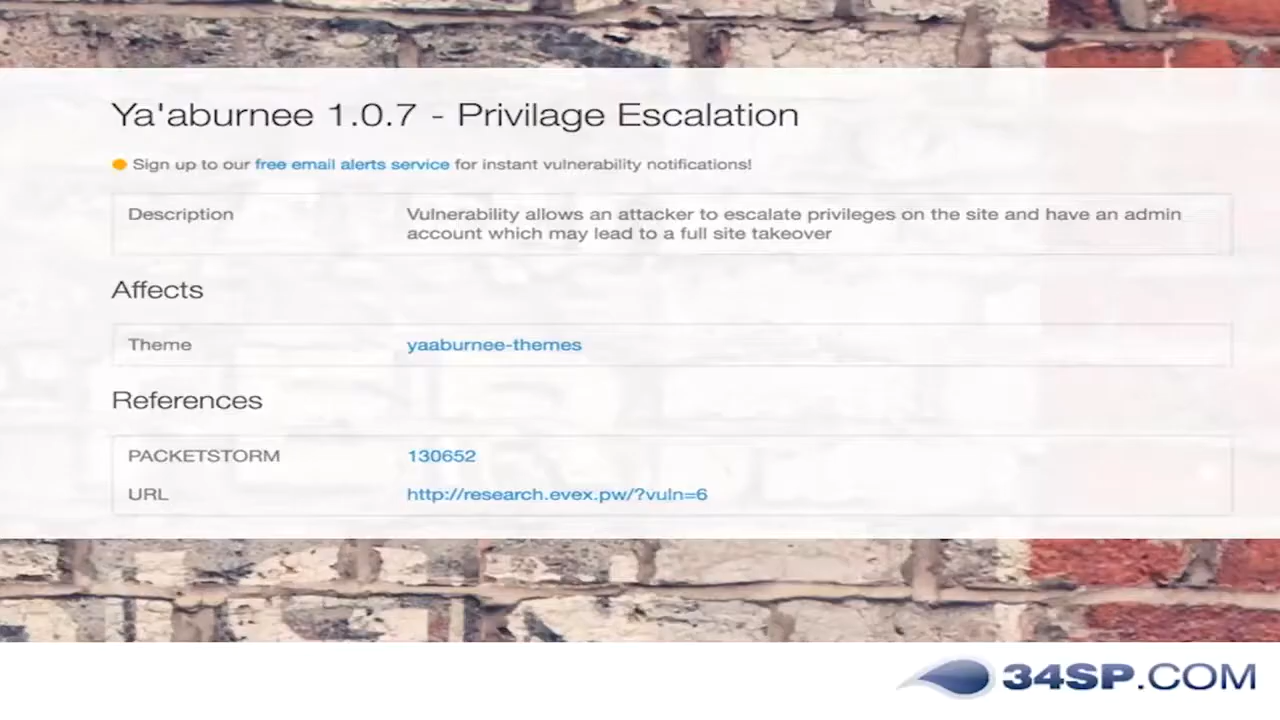 Ya'aburnee 1.0.7 - Privilage Escalation
Sign up to our free email alerts service for instant vulnerability notifications!
Description Vulnerability allows an attacker to escalate privileges on the site and have an admin
account which may lead to a full site takeover
Affects
Theme yaaburnee-themes
References
PACKETSTORM 130652
URL http://research.evex.pw/?vuln=6
34SP.COM